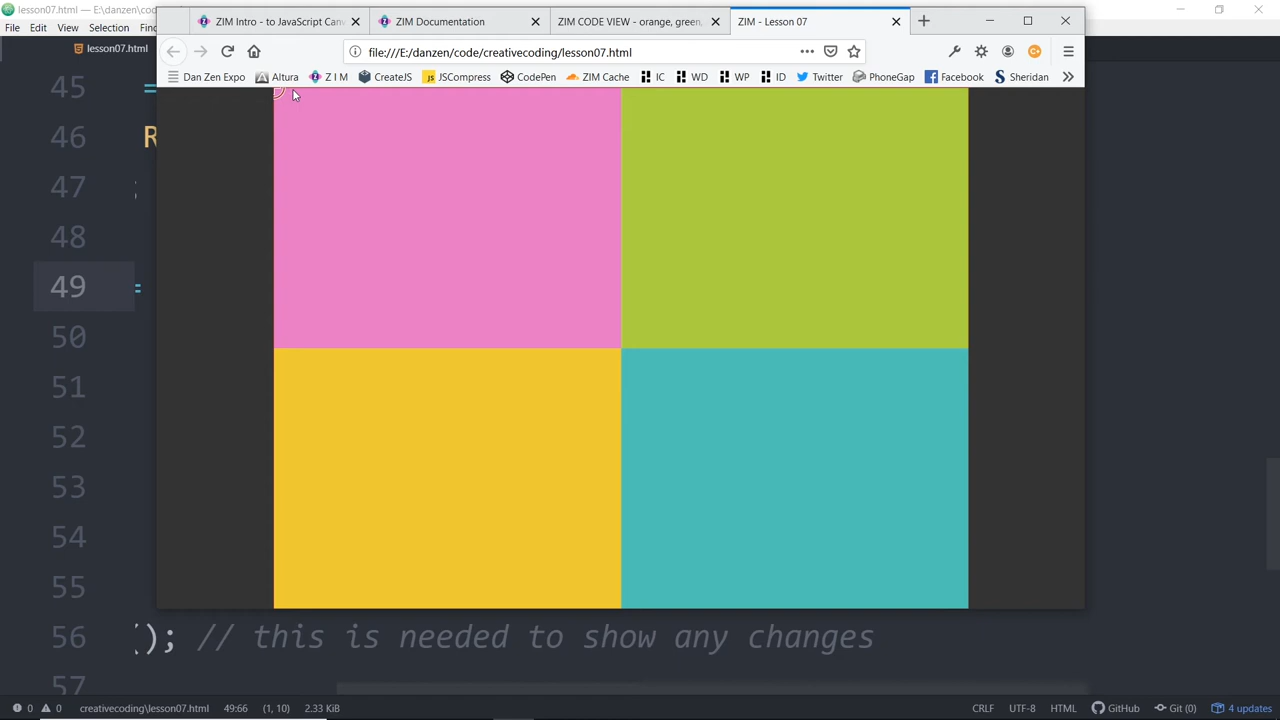 lesson07.html
ZIM Intro - to JavaScript Canv
ZIM Documentation
ZIM CODE VIEW - orange, green,
ZIM - Lesson 07
File Edit View Selection Find
file:///E:/danzen/code/creativecoding/lesson07.html
lesson07.html
Dan Zen Expo
Altura
Z I M
CreateJS
JS
JSCompress
CodePen
ZIM Cache
IC
WD
WP
ID
Twitter
PhoneGap
Facebook
Sheridan
45 =
46 R
47 ;
48
49 =
50
51
52
53
54
55
56 (); // this is needed to show any changes
57
0 0 creativecoding\lesson07.html 49:66 (1, 10) 2.33 KiB CRLF UTF-8 HTML GitHub Git (0) 4 updates